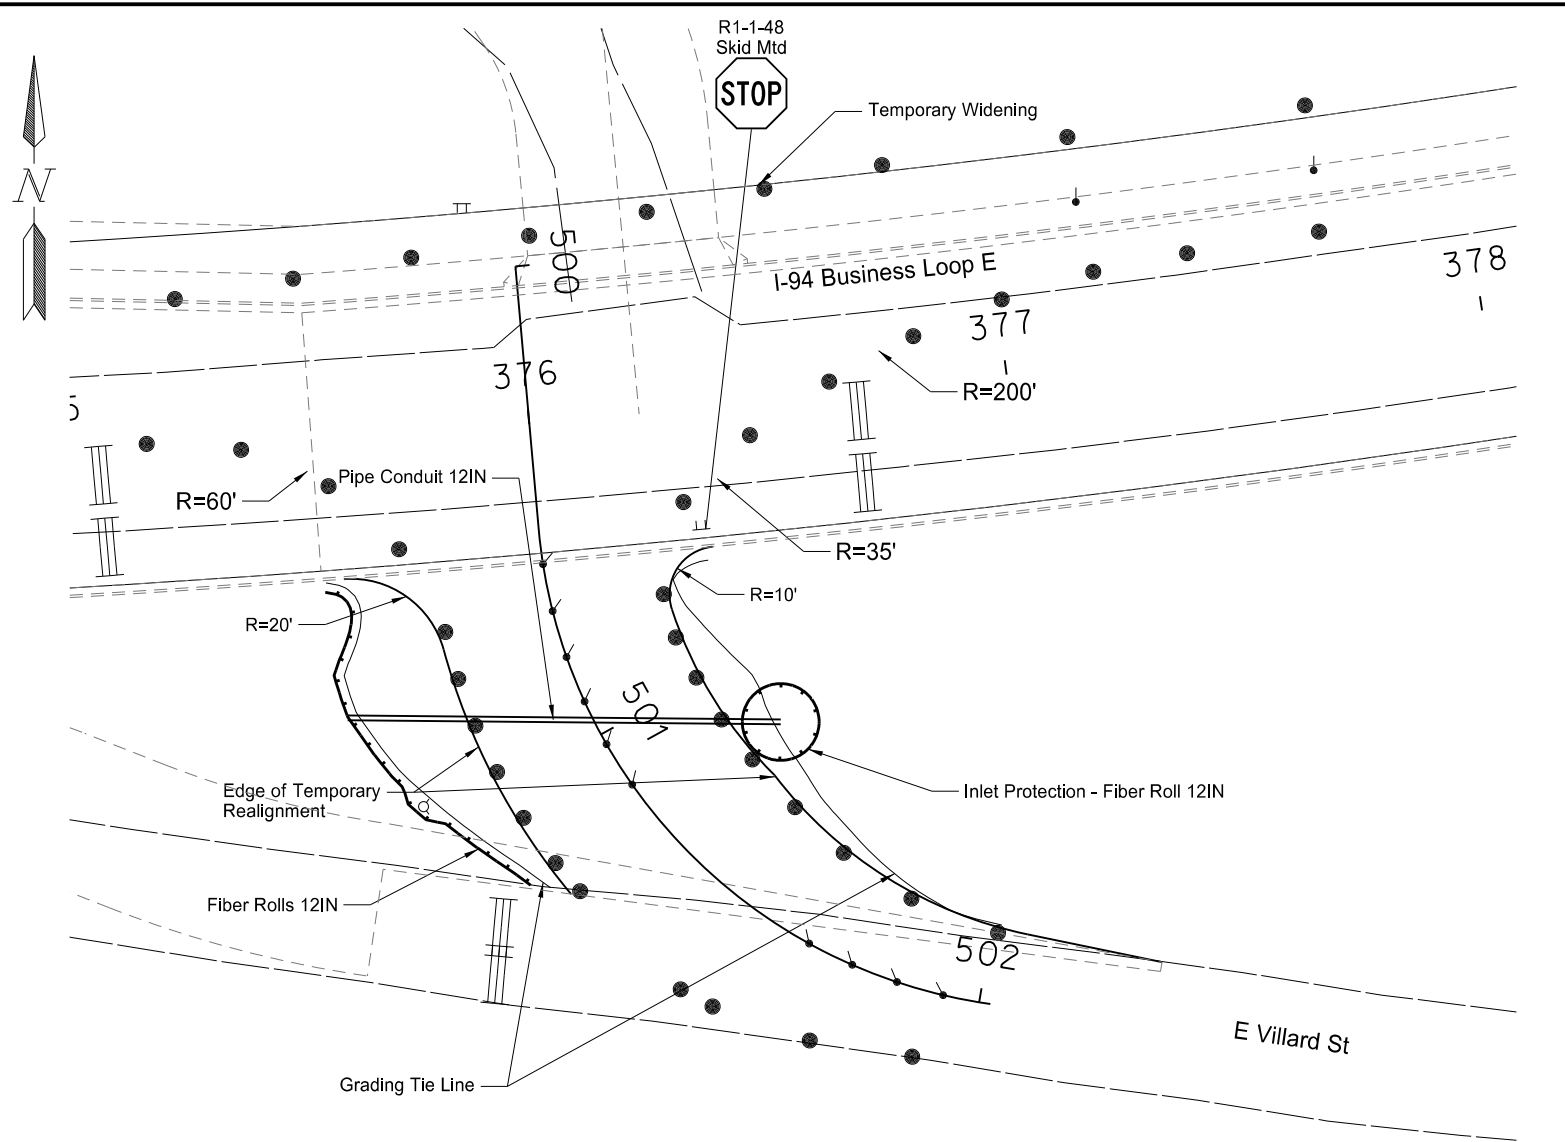 R1-1-48
Skid Mtd
STOP
Temporary Widening
N
500
I-94 Business Loop E
378
377
376
R=200'
5
Pipe Conduit 12IN
R=60'
R=35'
R=10'
R=20'
501
Edge of Temporary
Realignment
Inlet Protection - Fiber Roll 12IN
Fiber Rolls 12IN
502
E Villard St
Grading Tie Line